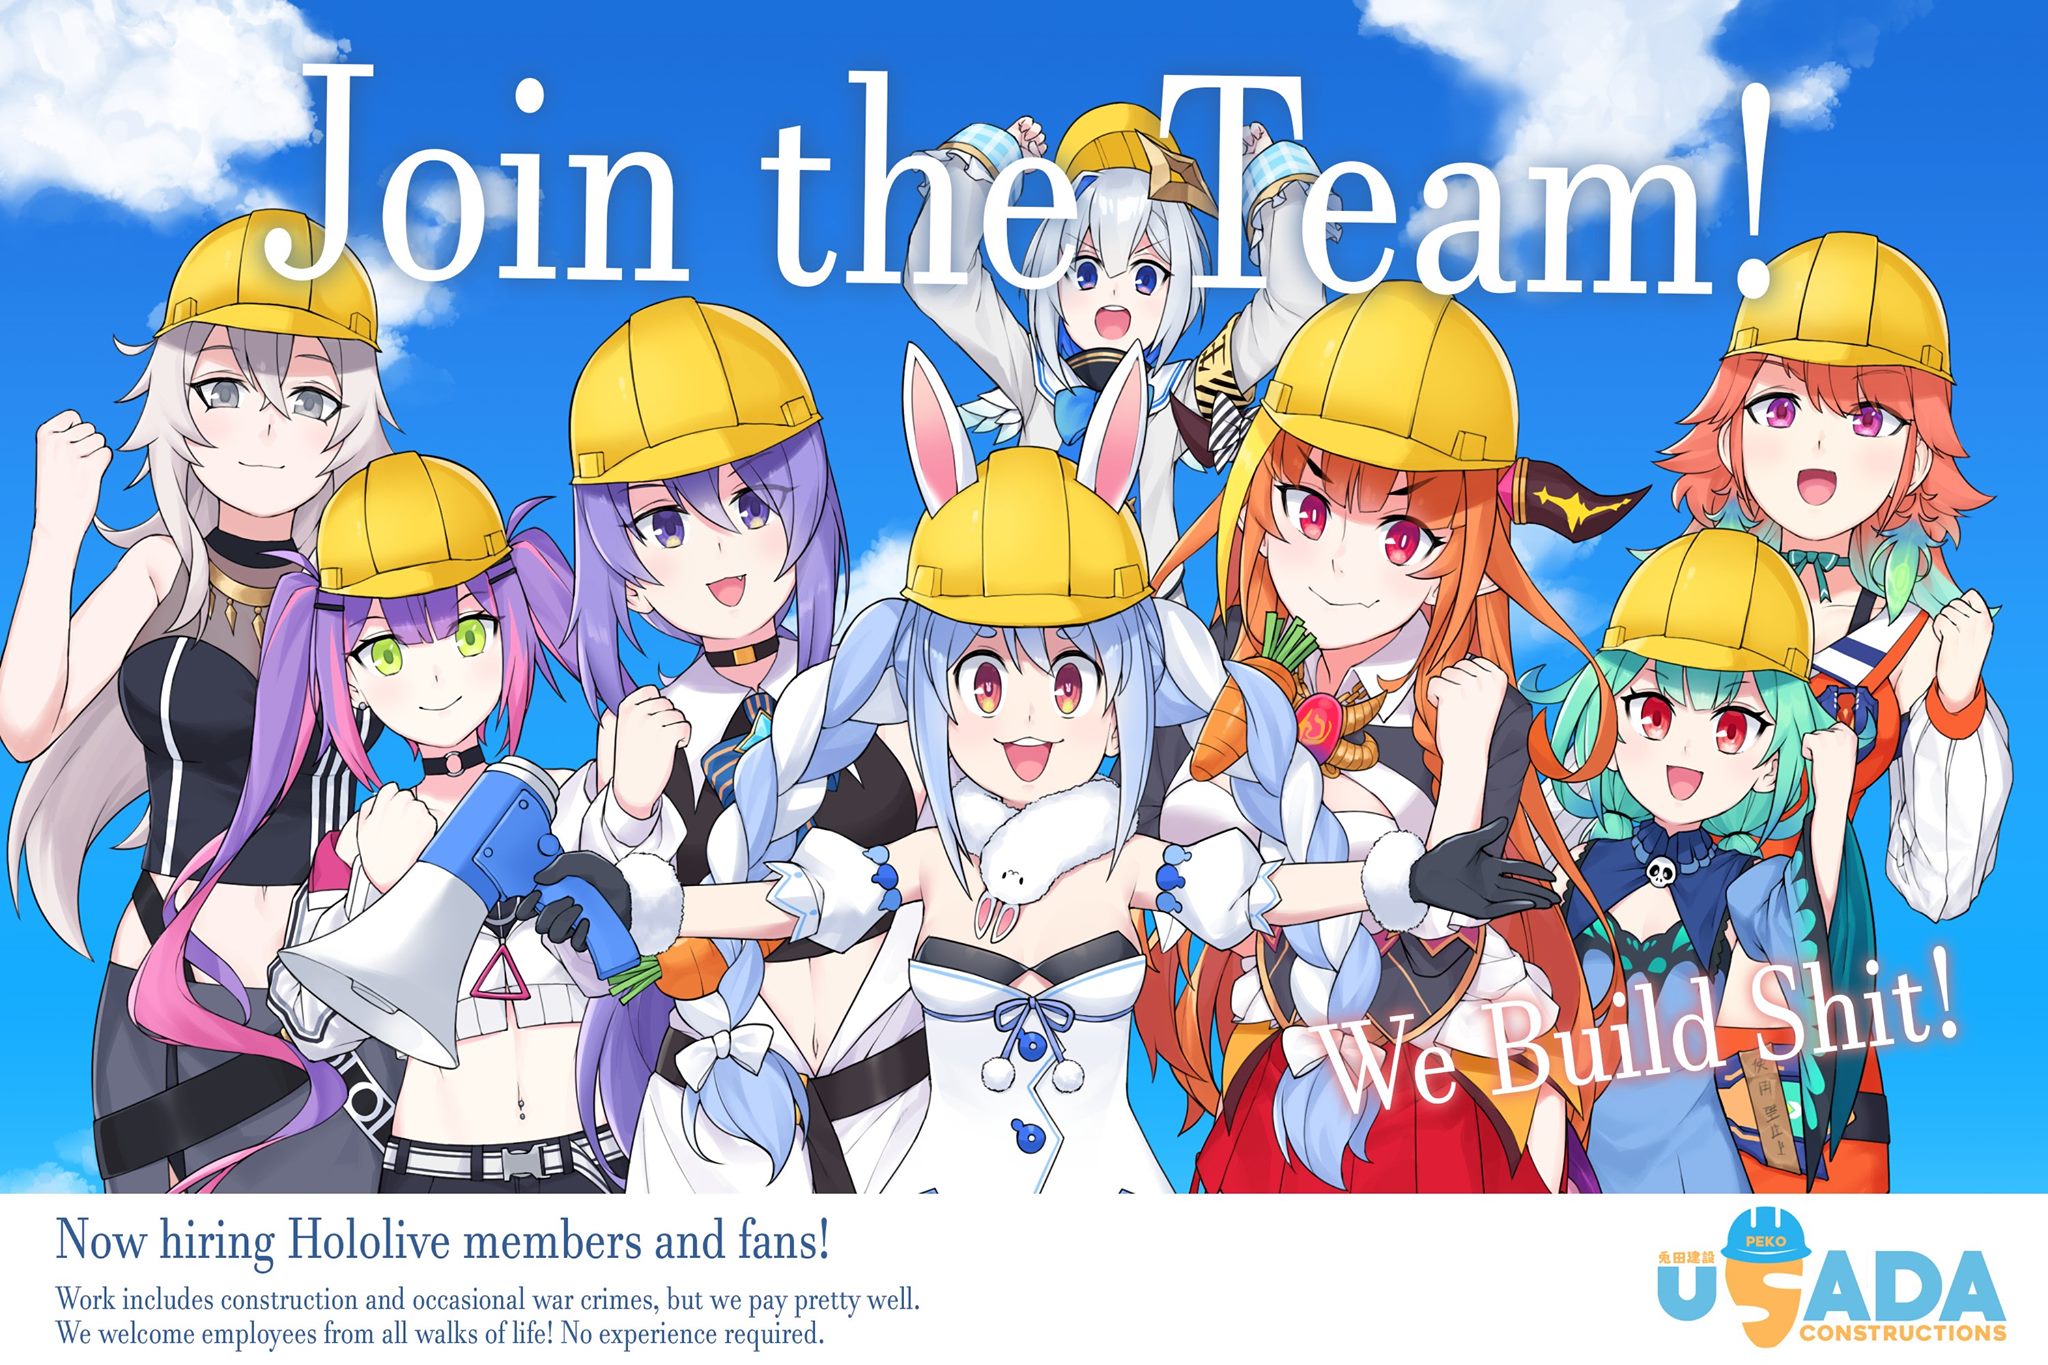 Join the Team!
We Build Shit!
Now hiring Hololive members and fans!
Work includes construction and occasional war crimes, but we pay pretty well.
We welcome employees from all walks of life! No experience required.
PEKO
兎田建設
USADA
CONSTRUCTIONS